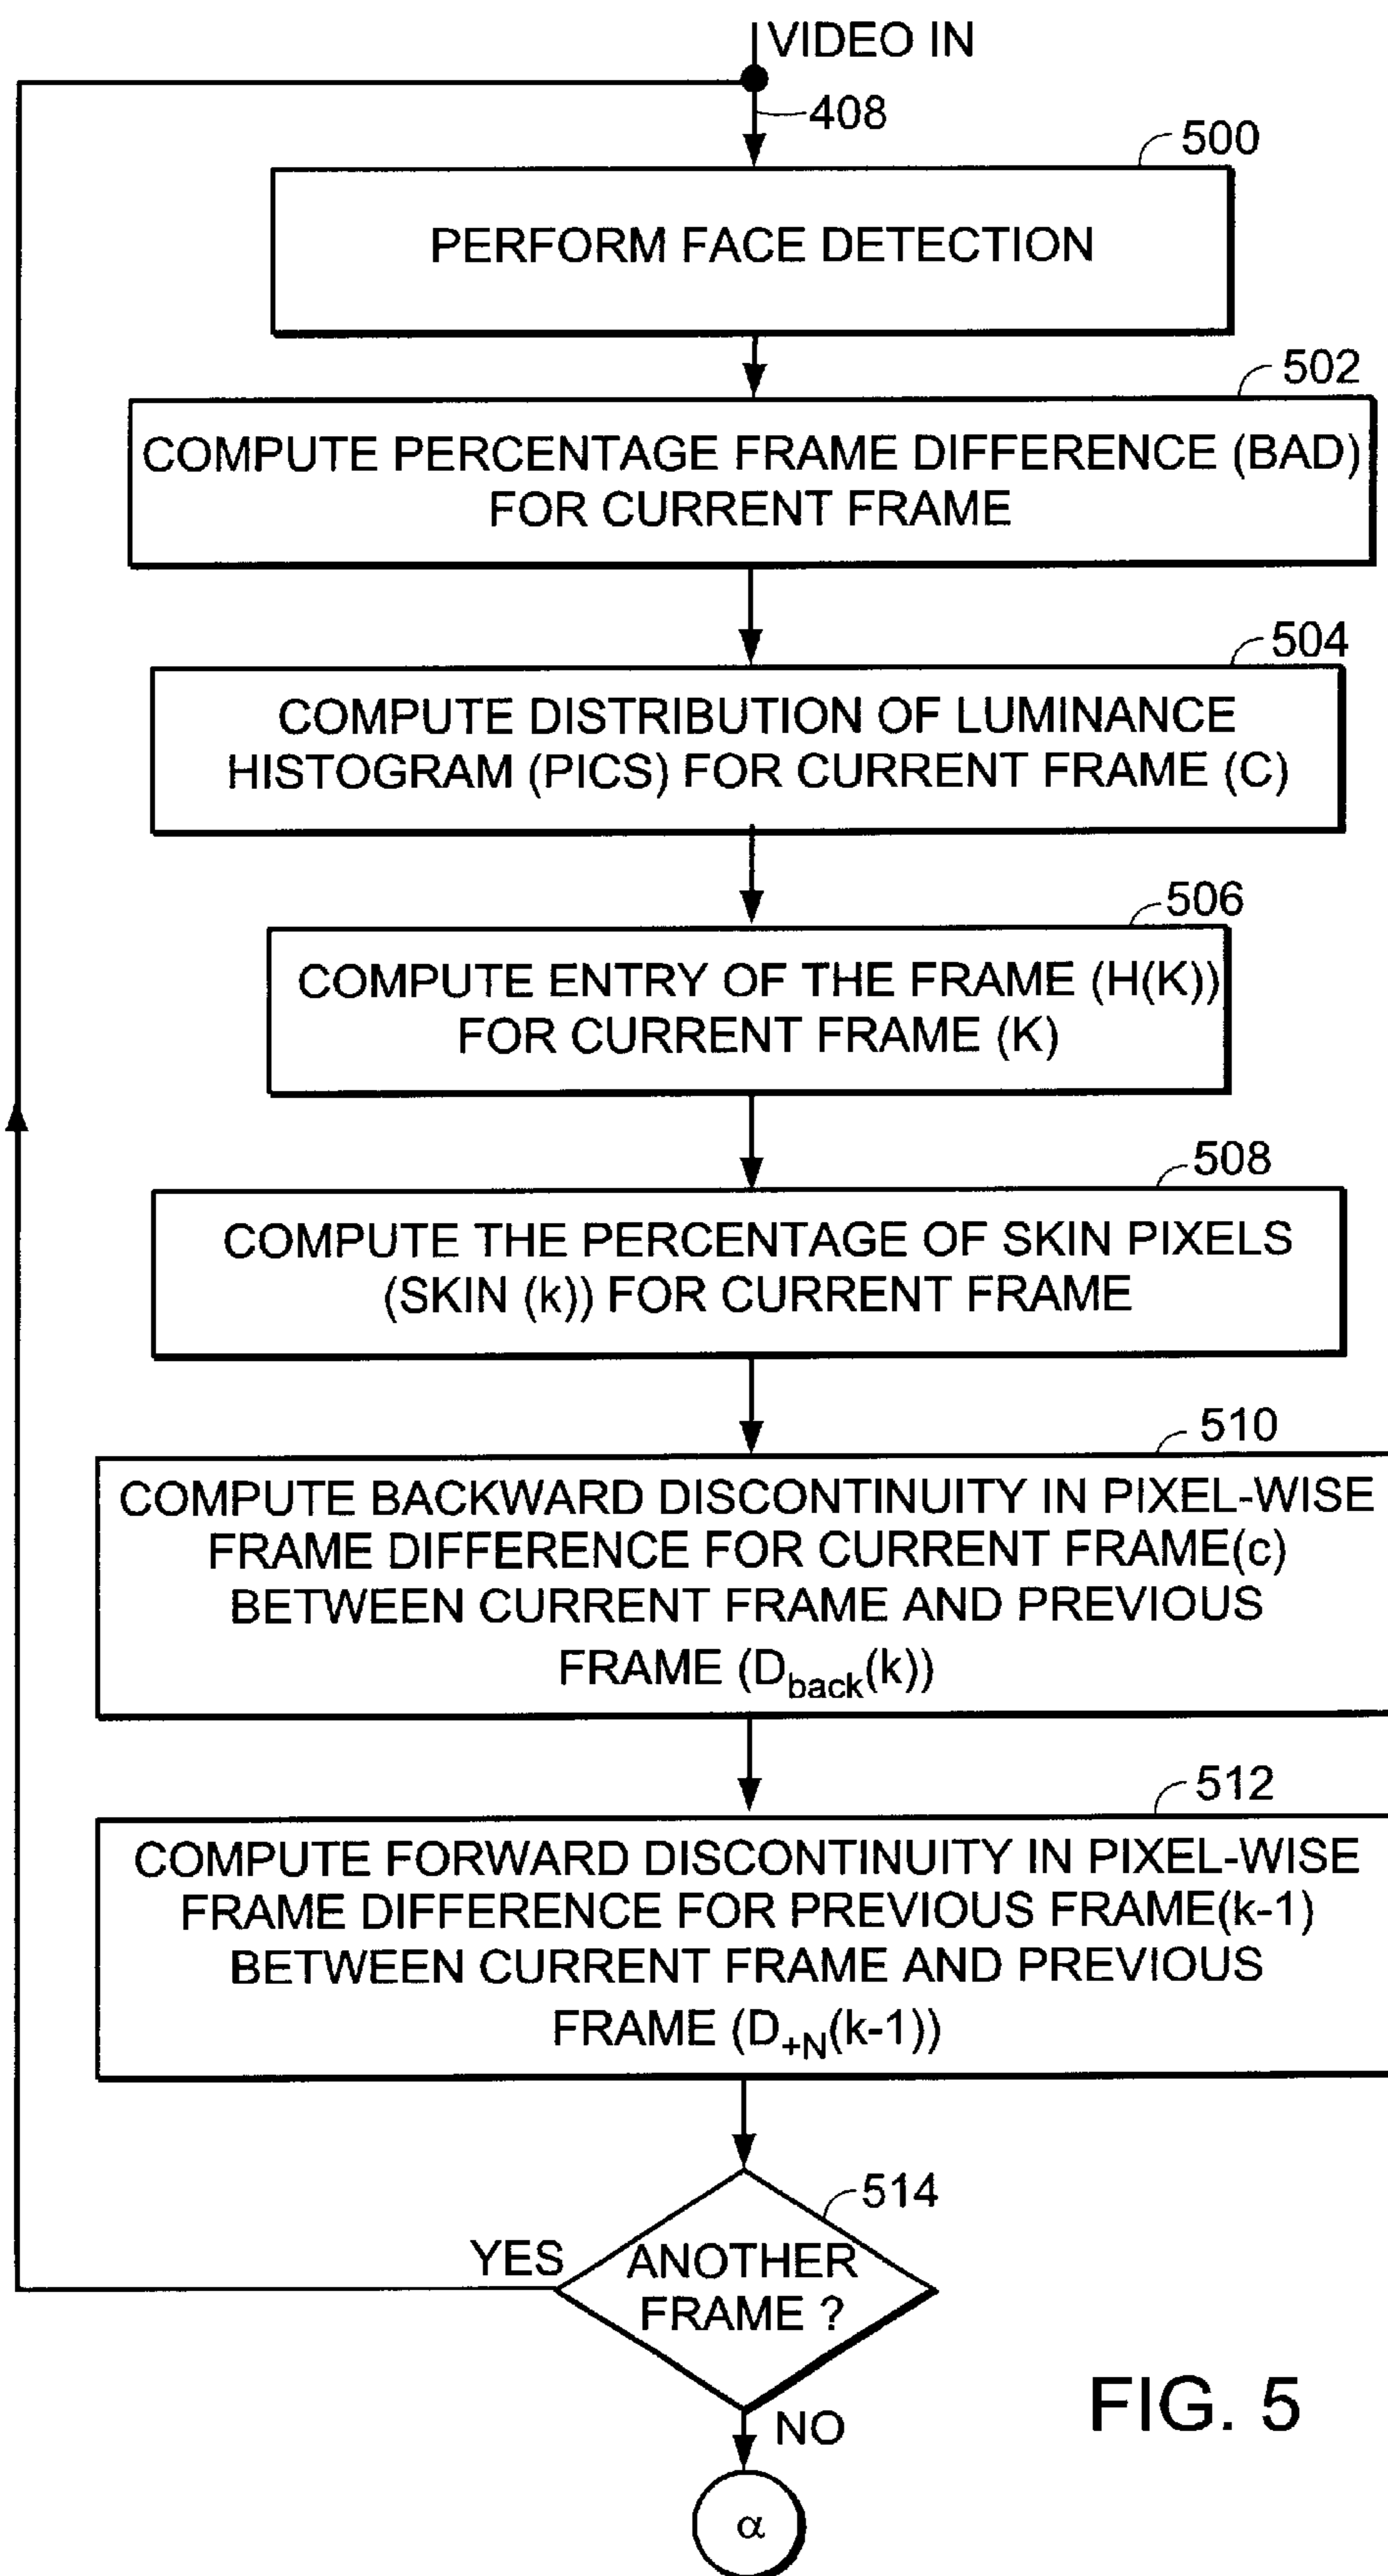 VIDEO IN
408
500
PERFORM FACE DETECTION
502
COMPUTE PERCENTAGE FRAME DIFFERENCE (BAD)
FOR CURRENT FRAME
504
COMPUTE DISTRIBUTION OF LUMINANCE
HISTOGRAM (PICS) FOR CURRENT FRAME (C)
506
COMPUTE ENTRY OF THE FRAME (H(K))
FOR CURRENT FRAME (K)
508
COMPUTE THE PERCENTAGE OF SKIN PIXELS
(SKIN (k)) FOR CURRENT FRAME
510
COMPUTE BACKWARD DISCONTINUITY IN PIXEL-WISE
FRAME DIFFERENCE FOR CURRENT FRAME(c)
BETWEEN CURRENT FRAME AND PREVIOUS
FRAME (D_back(k))
512
COMPUTE FORWARD DISCONTINUITY IN PIXEL-WISE
FRAME DIFFERENCE FOR PREVIOUS FRAME(k-1)
BETWEEN CURRENT FRAME AND PREVIOUS
FRAME (D_+N(k-1))
514
YES
ANOTHER
FRAME ?
NO
α
FIG. 5